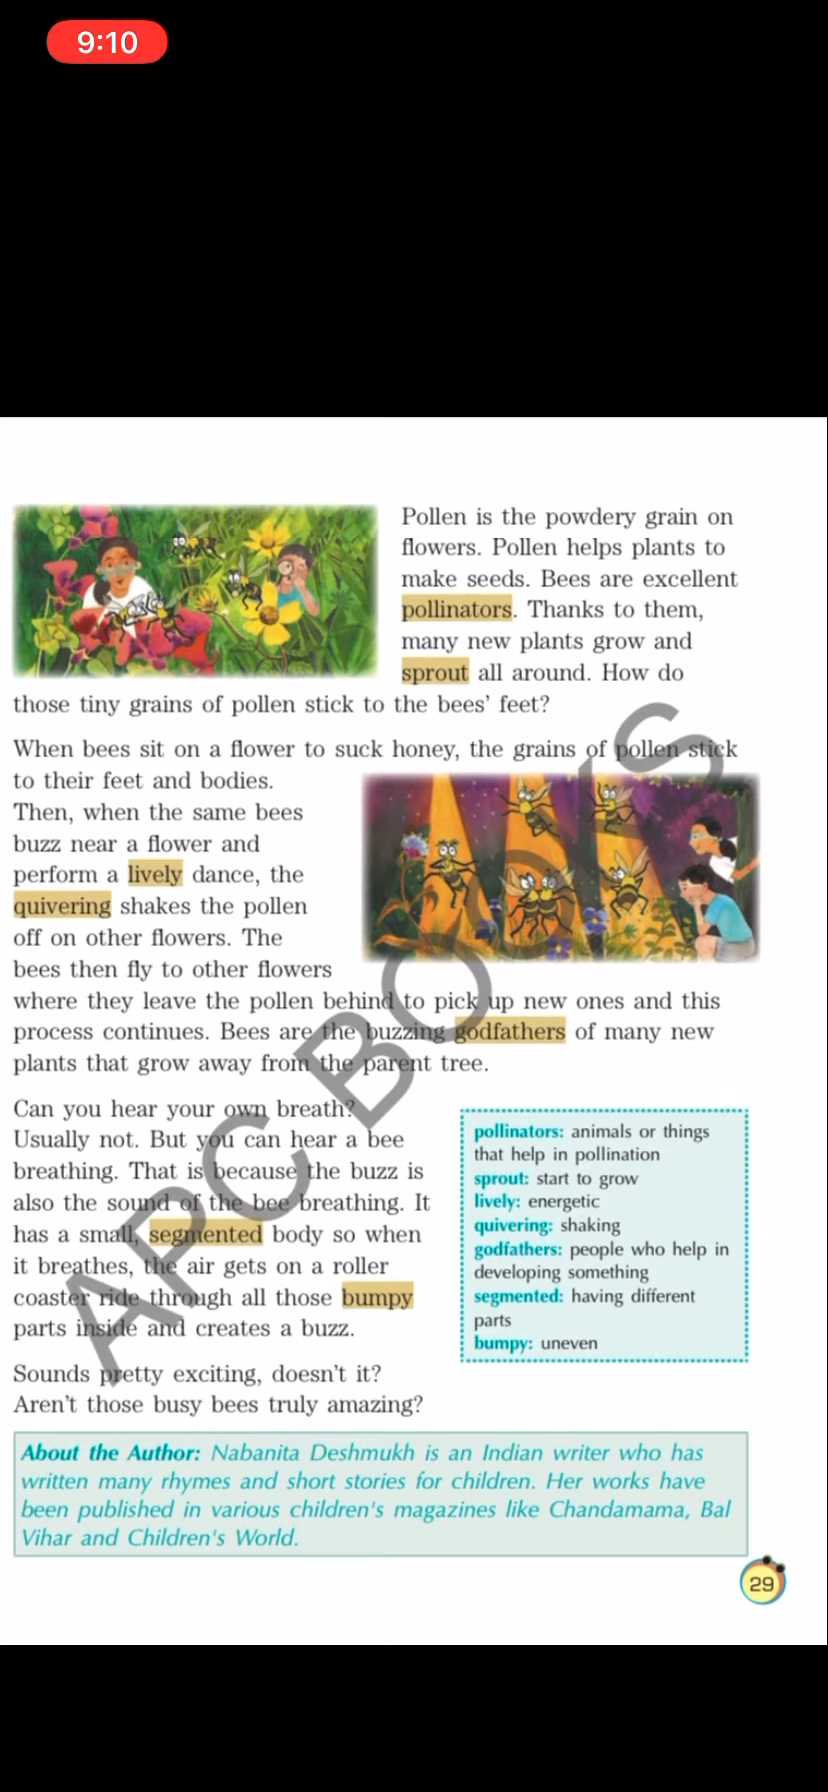 9:10
Pollen is the powdery grain on
flowers. Pollen helps plants to
make seeds. Bees are excellent
pollinators. Thanks to them,
many new plants grow and
sprout all around. How do
those tiny grains of pollen stick to the bees' feet?
When bees sit on a flower to suck honey, the grains of pollen stick
to their feet and bodies.
Then, when the same bees
buzz near a flower and
perform a lively dance, the
quivering shakes the pollen
off on other flowers. The
bees then fly to other flowers
where they leave the pollen behind to pick up new ones and this
process continues. Bees are the buzzing godfathers of many new
plants that grow away from the parent tree.
Can you hear your own breath?
Usually not. But you can hear a bee
breathing. That is because the buzz is
also the sound of the bee breathing. It
has a small, segmented body so when
it breathes, the air gets on a roller
coaster ride through all those bumpy
parts inside and creates a buzz.
Sounds pretty exciting, doesn't it?
Aren't those busy bees truly amazing?
pollinators: animals or things
that help in pollination
sprout: start to grow
lively: energetic
quivering: shaking
godfathers: people who help in
developing something
segmented: having different
parts
bumpy: uneven
About the Author: Nabanita Deshmukh is an Indian writer who has
written many rhymes and short stories for children. Her works have
been published in various children's magazines like Chandamama, Bal
Vihar and Children's World.
29
APC BOOKS